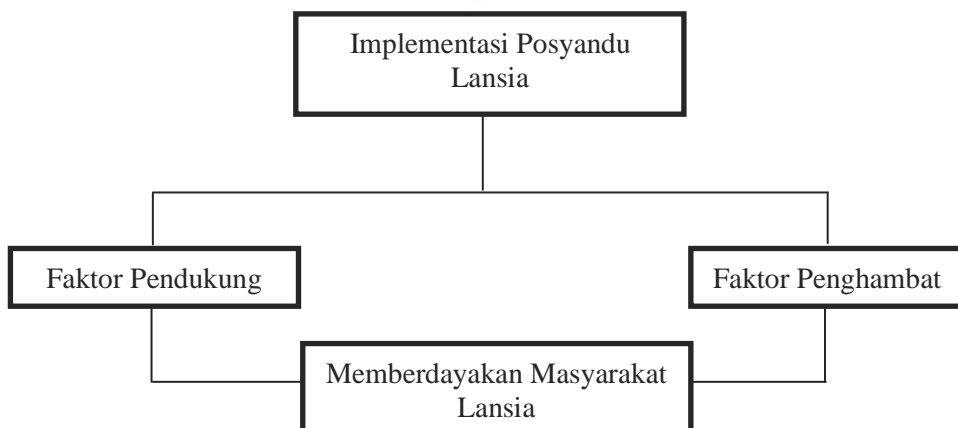 Implementasi Posyandu
Lansia
Faktor Pendukung
Faktor Penghambat
Memberdayakan Masyarakat
Lansia